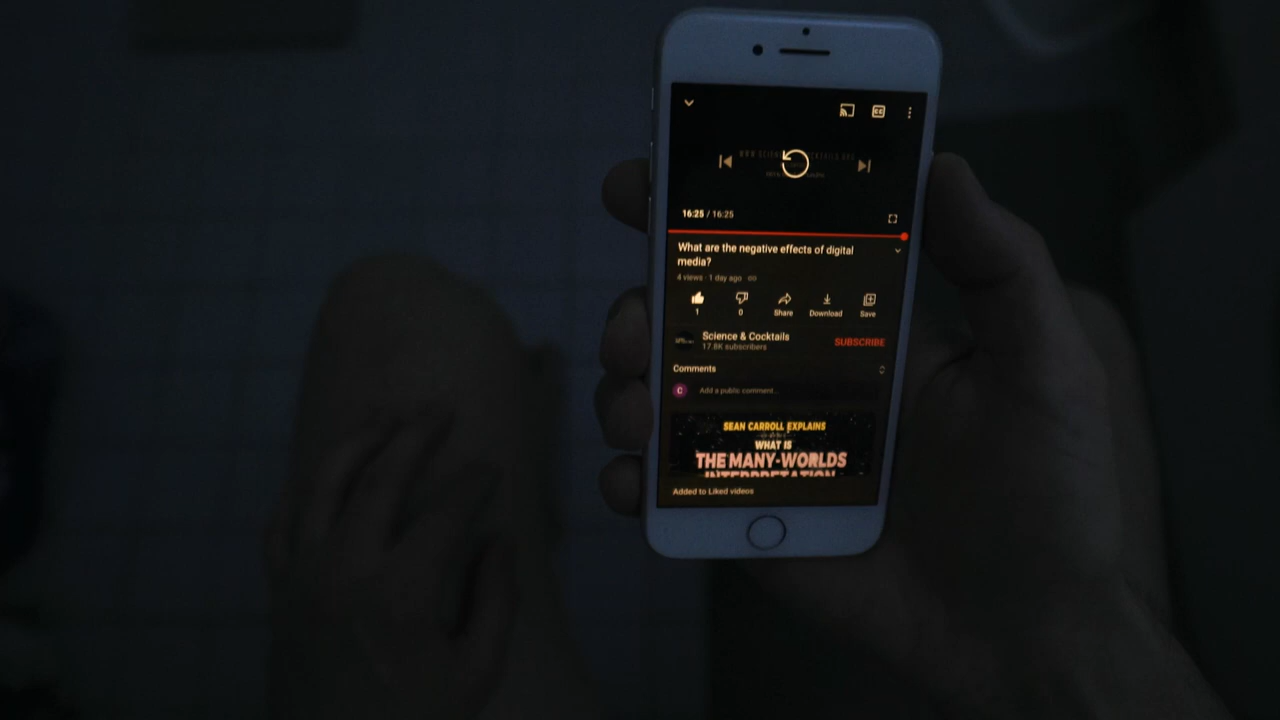 CC
16:25 / 16:25
What are the negative effects of digital
media?
4 views · 1 day ago
1
0
Share
Download
Save
Science & Cocktails
17.8K subscribers
SUBSCRIBE
Comments
C
Add a public comment...
SEAN CARROLL EXPLAINS
WHAT IS
THE MANY-WORLDS
INTERPRETATION
Added to Liked videos